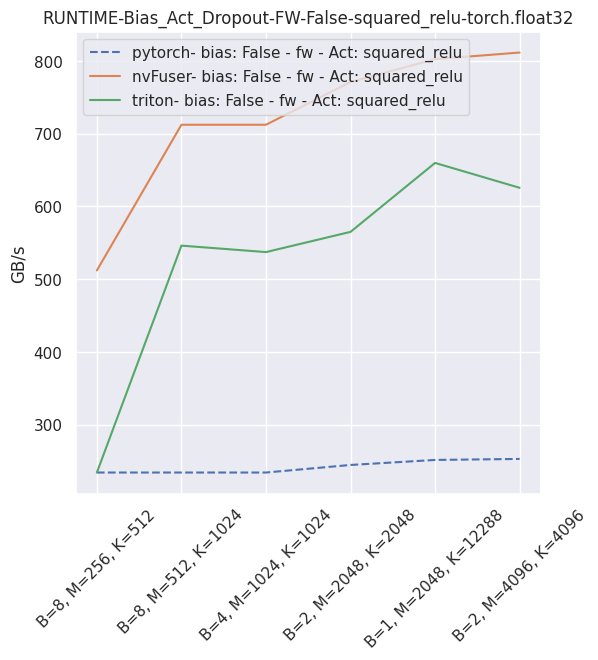 RUNTIME-Bias_Act_Dropout-FW-False-squared_relu-torch.float32
pytorch- bias: False - fw - Act: squared_relu
nvFuser- bias: False - fw - Act: squared_relu
triton- bias: False - fw - Act: squared_relu
GB/s
800
700
600
500
400
300
B=8, M=256, K=512
B=8, M=512, K=1024
B=4, M=1024, K=1024
B=2, M=2048, K=2048
B=1, M=2048, K=12288
B=2, M=4096, K=4096